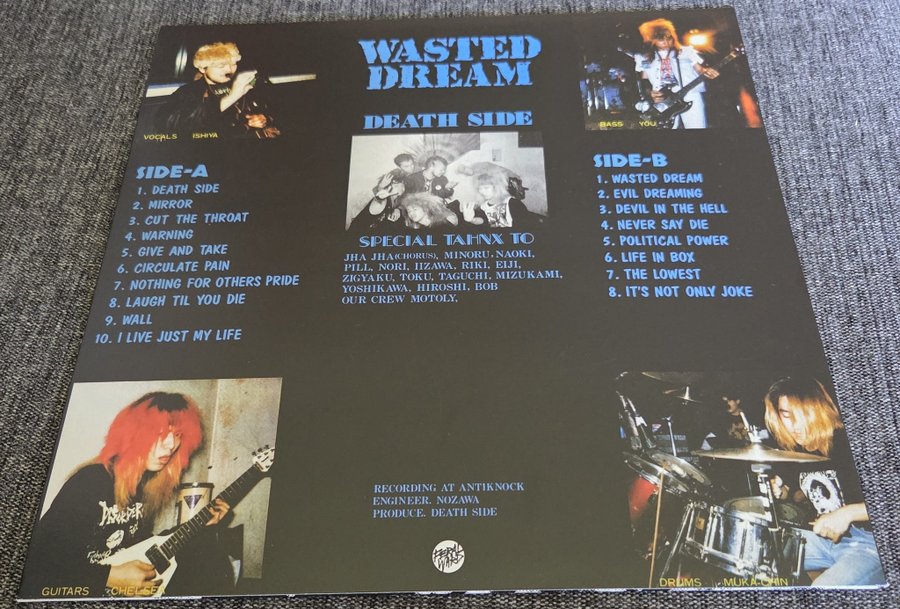 WASTED
DREAM
DEATH SIDE
VOCALS ISHIYA
BASS YOU
SIDE-A
1. DEATH SIDE
2. MIRROR
3. CUT THE THROAT
4. WARNING
5. GIVE AND TAKE
6. CIRCULATE PAIN
7. NOTHING FOR OTHERS PRIDE
8. LAUGH TIL YOU DIE
9. WALL
10. I LIVE JUST MY LIFE
SPECIAL TAHNX TO
JHA JHA(CHORUS), MINORU, NAOKI,
PILL, NORI, IIZAWA, RIKI, EIJI,
ZIGYAKU, TOKU, TAGUCHI, MIZUKAMI,
YOSHIKAWA, HIROSHI, BOB
OUR CREW MOTOLY,
SIDE-B
1. WASTED DREAM
2. EVIL DREAMING
3. DEVIL IN THE HELL
4. NEVER SAY DIE
5. POLITICAL POWER
6. LIFE IN BOX
7. THE LOWEST
8. IT'S NOT ONLY JOKE
RECORDING AT ANTIKNOCK
ENGINEER. NOZAWA
PRODUCE. DEATH SIDE
FERAL
WARD
DISORDER
GUITARS CHELSEA
DRUMS MUKA-CHIN